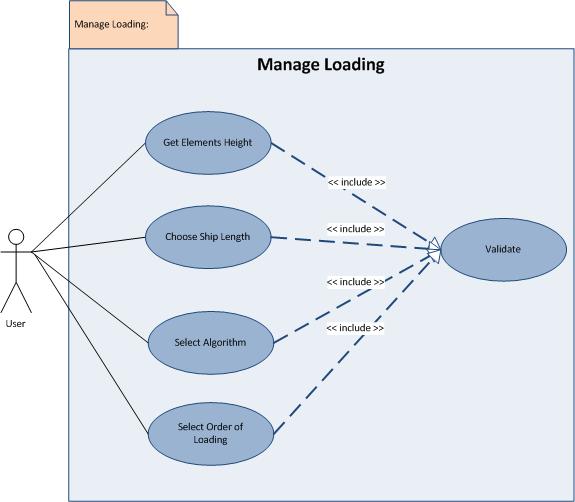 Manage Loading:
Manage Loading
Get Elements Height
<< include >>
Choose Ship Length
<< include >>
Validate
User
<< include >>
Select Algorithm
<< include >>
Select Order of
Loading